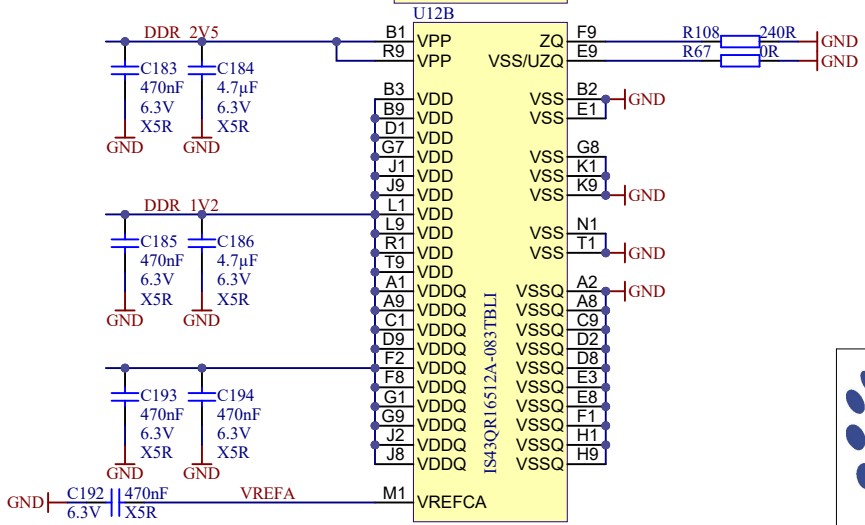 U12B
DDR_2V5
C183
470nF
6.3V
X5R
GND
C184
4.7µF
6.3V
X5R
GND
B1 VPP
R9 VPP
B3 VDD
B9 VDD
D1 VDD
G7 VDD
J1 VDD
J9 VDD
DDR_1V2
L1 VDD
L9 VDD
R1 VDD
T9 VDD
C185
470nF
6.3V
X5R
GND
C186
4.7µF
6.3V
X5R
GND
A1 VDDQ
A9 VDDQ
C1 VDDQ
D9 VDDQ
F2 VDDQ
F8 VDDQ
G1 VDDQ
G9 VDDQ
J2 VDDQ
J8 VDDQ
C193
470nF
6.3V
X5R
GND
C194
470nF
6.3V
X5R
GND
GND
C192 470nF
6.3V X5R
VREFA
M1 VREFCA
IS43QR16512A-083TBLI
ZQ F9 R108 240R GND
VSS/UZQ E9 R67 0R GND
VSS B2 GND
VSS E1
VSS G8
VSS K1
VSS K9 GND
VSS N1
VSS T1 GND
VSSQ A2 GND
VSSQ A8
VSSQ C9
VSSQ D2
VSSQ D8
VSSQ E3
VSSQ E8
VSSQ F1
VSSQ H1
VSSQ H9